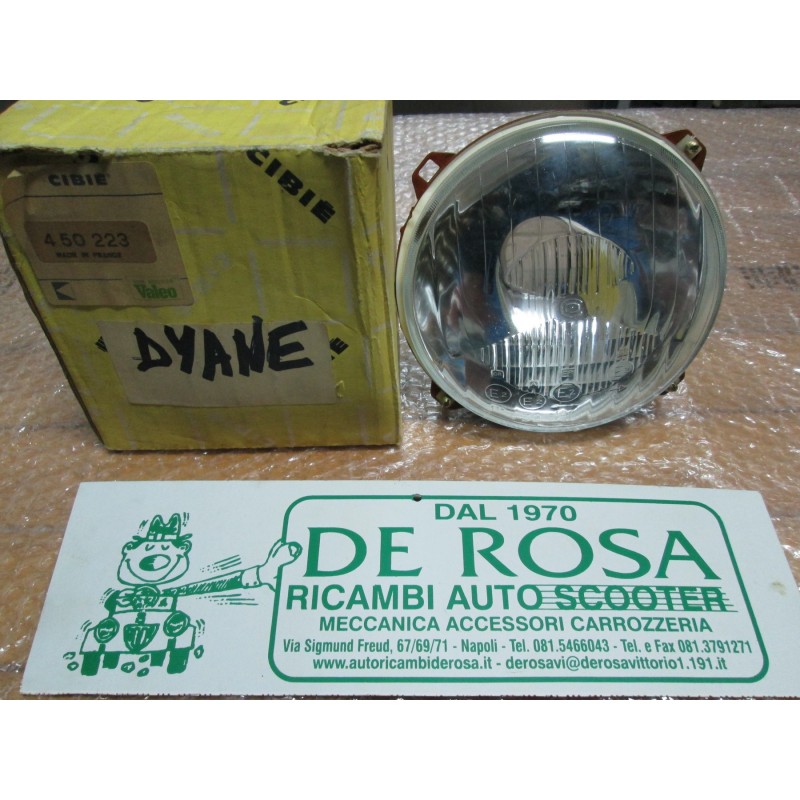 CIBIÉ
CIBIE
4 50 223
MADE IN FRANCE
Valeo
DYANE
DAL 1970
DE ROSA
RICAMBI AUTO SCOOTER
MECCANICA ACCESSORI CARROZZERIA
Via Sigmund Freud, 67/69/71 - Napoli - Tel. 081.5466043 - Tel. e Fax 081.3791271
www.autoricambiderosa.it - derosavi@derosavittorio1.191.it